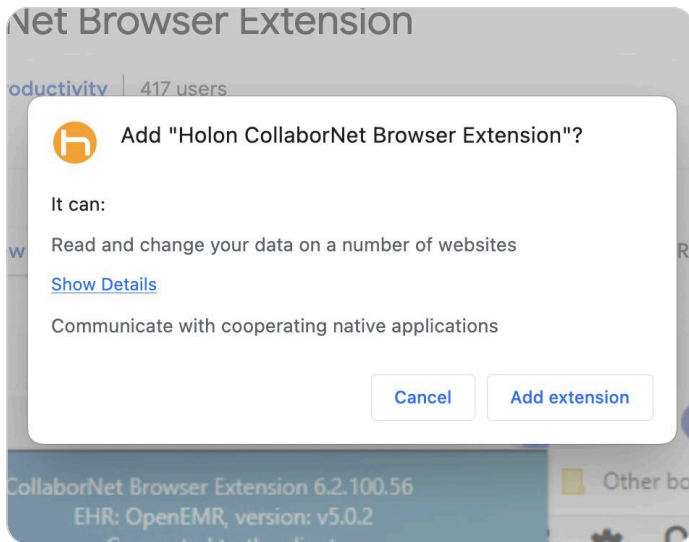 Net Browser Extension
oductivity | 417 users
Add "Holon CollaborNet Browser Extension"?
It can:
Read and change your data on a number of websites
Show Details
Communicate with cooperating native applications
Cancel
Add extension
CollaborNet Browser Extension 6.2.100.56
EHR: OpenEMR, version: v5.0.2
Other bo